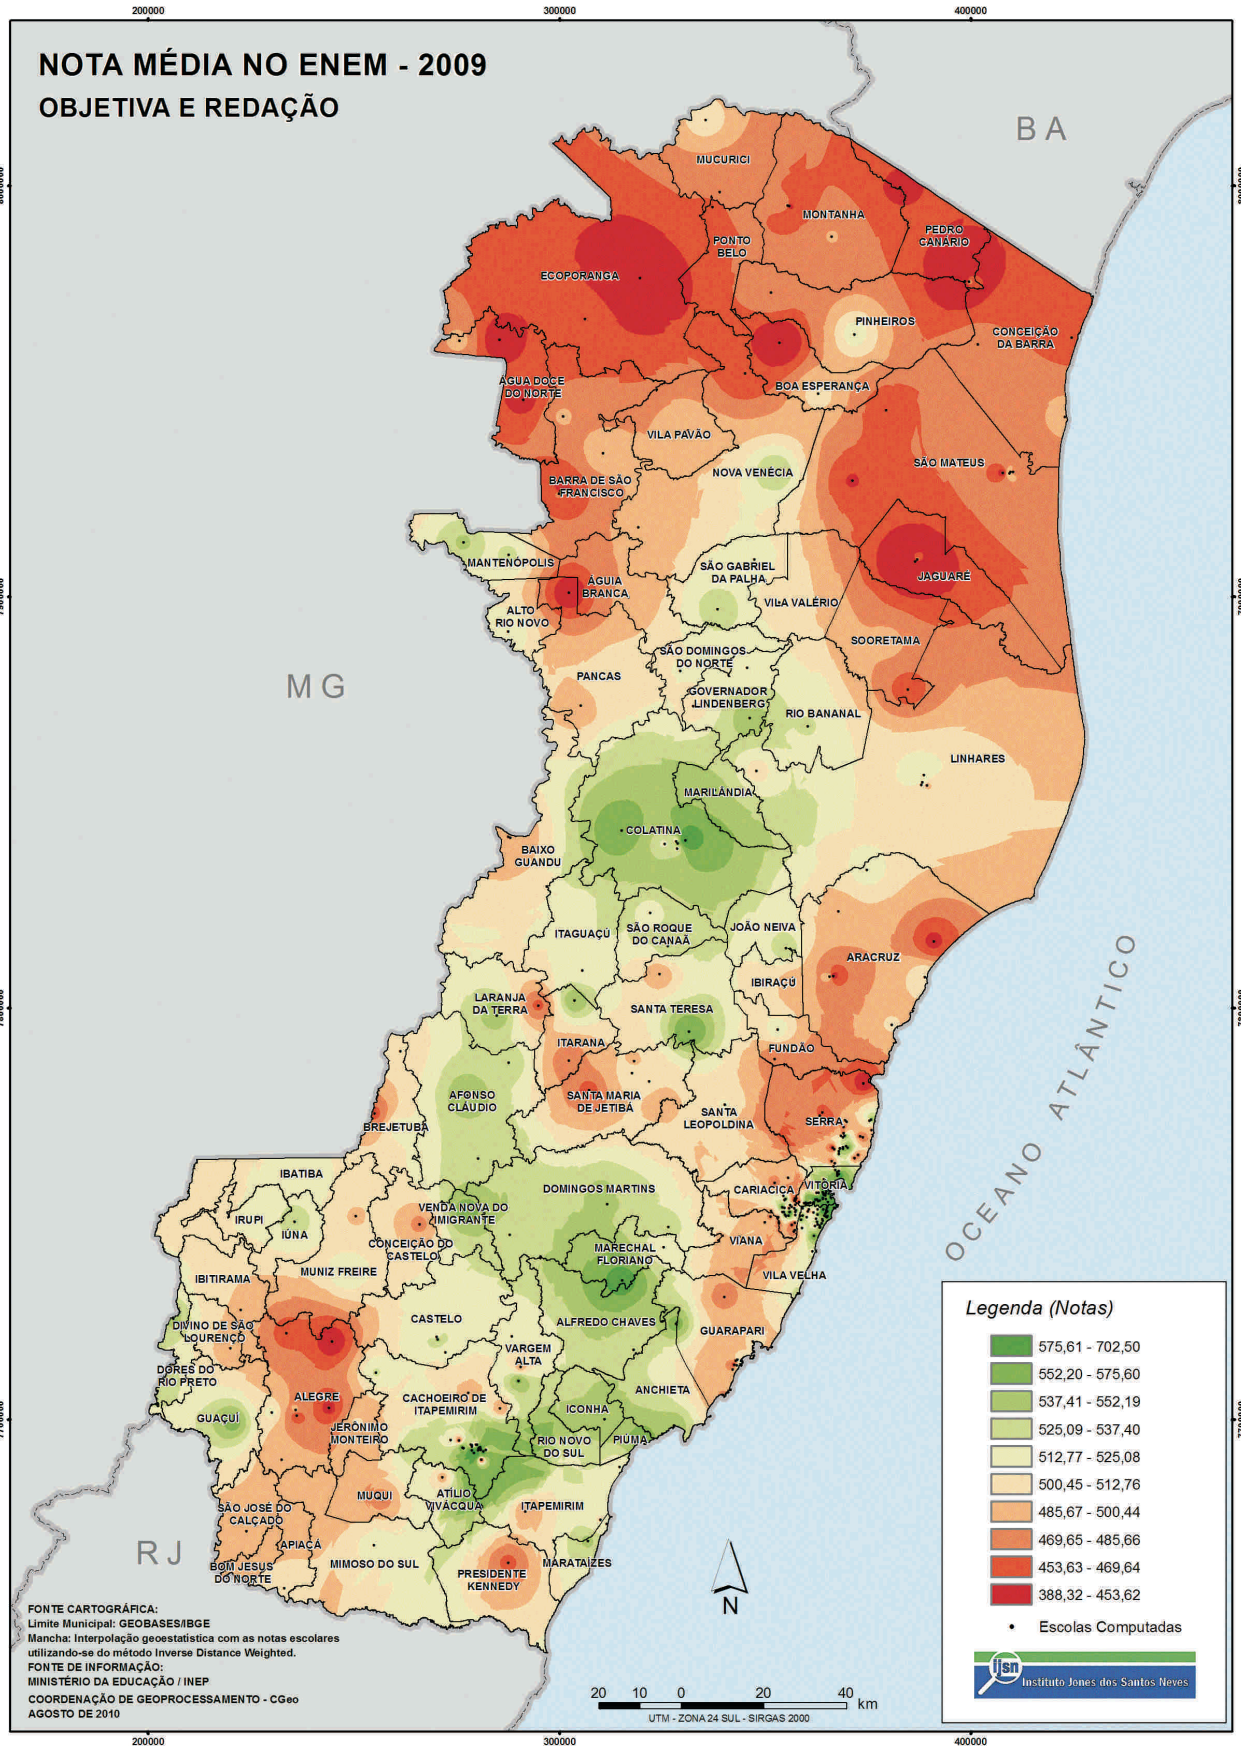 200000
300000
400000
NOTA MÉDIA NO ENEM - 2009
OBJETIVA E REDAÇÃO
BA
MUCURICI
MONTANHA
PEDRO
CANÁRIO
PONTO
BELO
ECOPORANGA
PINHEIROS
CONCEIÇÃO
DA BARRA
ÁGUA DOCE
DO NORTE
BOA ESPERANÇA
VILA PAVÃO
NOVA VENÉCIA
SÃO MATEUS
BARRA DE SÃO
FRANCISCO
MANTENÓPOLIS
ÁGUIA
BRANCA
SÃO GABRIEL
DA PALHA
JAGUARÉ
VILA VALÉRIO
ALTO
RIO NOVO
SOORETAMA
SÃO DOMINGOS
DO NORTE
MG
PANCAS
GOVERNADOR
LINDENBERG
RIO BANANAL
LINHARES
MARILÂNDIA
COLATINA
BAIXO
GUANDU
ITAGUAÇÚ
SÃO ROQUE
DO CANAÃ
JOÃO NEIVA
ARACRUZ
IBIRAÇÚ
LARANJA
DA TERRA
SANTA TERESA
ITARANA
FUNDÃO
AFONSO
CLÁUDIO
SANTA MARIA
DE JETIBÁ
SANTA
LEOPOLDINA
SERRA
BREJETUBA
OCEANO ATLÂNTICO
IBATIBA
DOMINGOS MARTINS
CARIACICA
VITÓRIA
VENDA NOVA DO
IMIGRANTE
IRUPI
IÚNA
CONCEIÇÃO DO
CASTELO
MARECHAL
FLORIANO
VIANA
VILA VELHA
IBITIRAMA
MUNIZ FREIRE
DIVINO DE SÃO
LOURENÇO
CASTELO
ALFREDO CHAVES
GUARAPARI
VARGEM
ALTA
DORES DO
RIO PRETO
ALEGRE
CACHOEIRO DE
ITAPEMIRIM
ANCHIETA
ICONHA
GUAÇUÍ
JERÔNIMO
MONTEIRO
RIO NOVO
DO SUL
PIÚMA
MUQUI
ATÍLIO
VIVÁCQUA
ITAPEMIRIM
SÃO JOSÉ DO
CALÇADO
APIACÁ
RJ
BOM JESUS
DO NORTE
MIMOSO DO SUL
PRESIDENTE
KENNEDY
MARATAÍZES
Legenda (Notas)
575,61 - 702,50
552,20 - 575,60
537,41 - 552,19
525,09 - 537,40
512,77 - 525,08
500,45 - 512,76
485,67 - 500,44
469,65 - 485,66
453,63 - 469,64
388,32 - 453,62
Escolas Computadas
ijsn
Instituto Jones dos Santos Neves
N
20 10 0 20 40 km
UTM - ZONA 24 SUL - SIRGAS 2000
FONTE CARTOGRÁFICA:
Limite Municipal: GEOBASES/IBGE
Mancha: Interpolação geoestatística com as notas escolares
utilizando-se do método Inverse Distance Weighted.
FONTE DE INFORMAÇÃO:
MINISTÉRIO DA EDUCAÇÃO / INEP
COORDENAÇÃO DE GEOPROCESSAMENTO - CGeo
AGOSTO DE 2010
200000
300000
400000